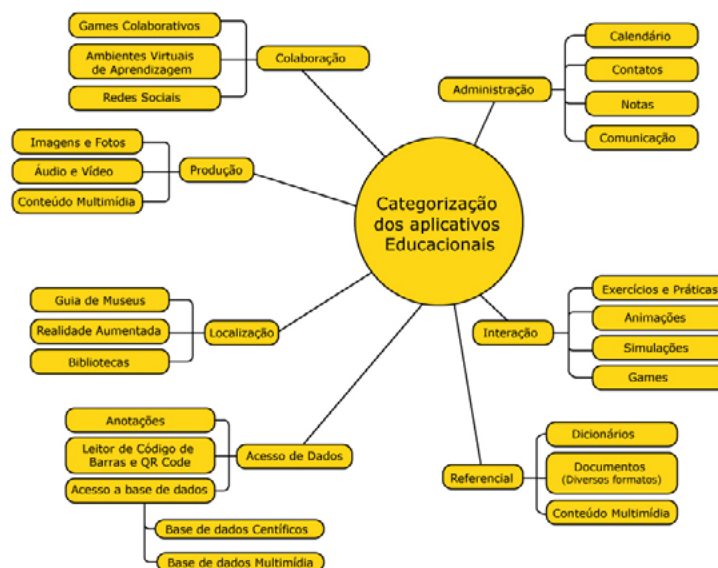 Categorização
dos aplicativos
Educacionais
Colaboração
Games Colaborativos
Ambientes Virtuais
de Aprendizagem
Redes Sociais
Administração
Calendário
Contatos
Notas
Comunicação
Produção
Imagens e Fotos
Áudio e Vídeo
Conteúdo Multimídia
Localização
Guia de Museus
Realidade Aumentada
Bibliotecas
Interação
Exercícios e Práticas
Animações
Simulações
Games
Acesso de Dados
Anotações
Leitor de Código de
Barras e QR Code
Acesso a base de dados
Base de dados Científicos
Base de dados Multimídia
Referencial
Dicionários
Documentos
(Diversos formatos)
Conteúdo Multimídia